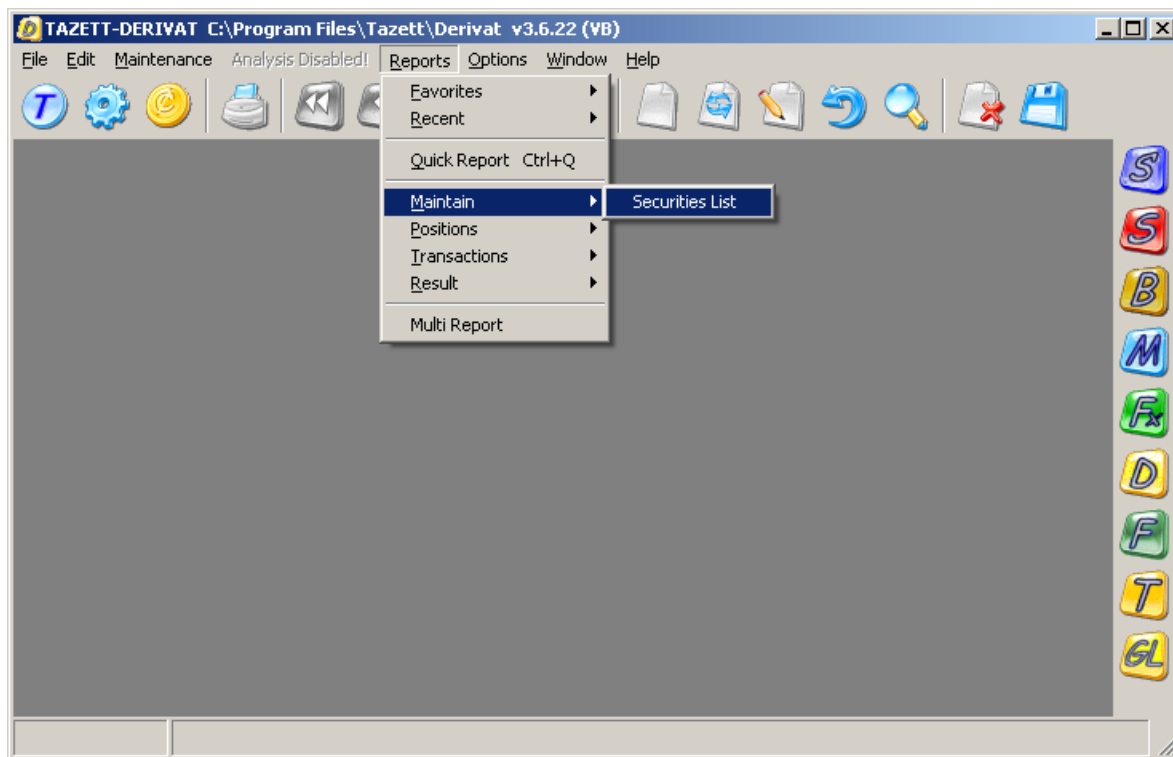 TAZETT-DERIVAT C:\Program Files\Tazett\Derivat v3.6.22 (VB)
File Edit Maintenance Analysis Disabled! Reports Options Window Help
T
Favorites
Recent
Quick Report Ctrl+Q
Maintain
Securities List
Positions
Transactions
Result
Multi Report
S
S
B
M
Fx
D
F
T
GL